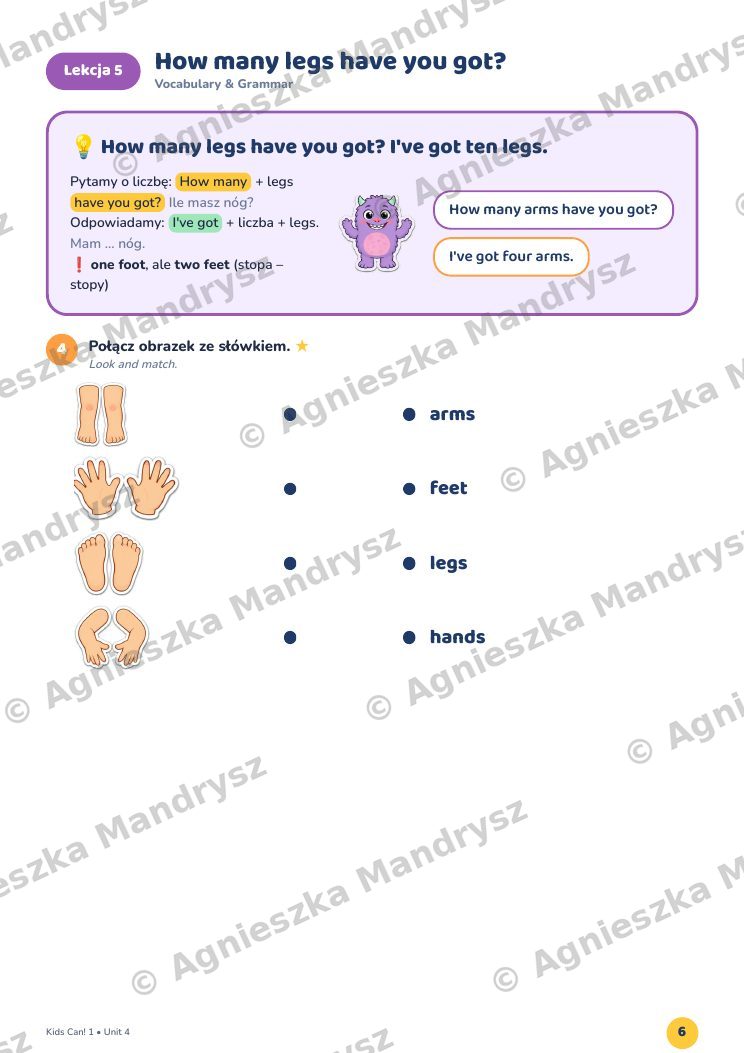 Lekcja 5
How many legs have you got?
Vocabulary & Grammar
💡 How many legs have you got? I've got ten legs.
Pytamy o liczbę: How many + legs
have you got? Ile masz nóg?
Odpowiadamy: I've got + liczba + legs.
Mam ... nóg.
❗ one foot, ale two feet (stopa –
stopy)
How many arms have you got?
I've got four arms.
4 Połącz obrazek ze słówkiem. ★
Look and match.
arms
feet
legs
hands
Kids Can! 1 • Unit 4
6
© Agnieszka Mandrysz